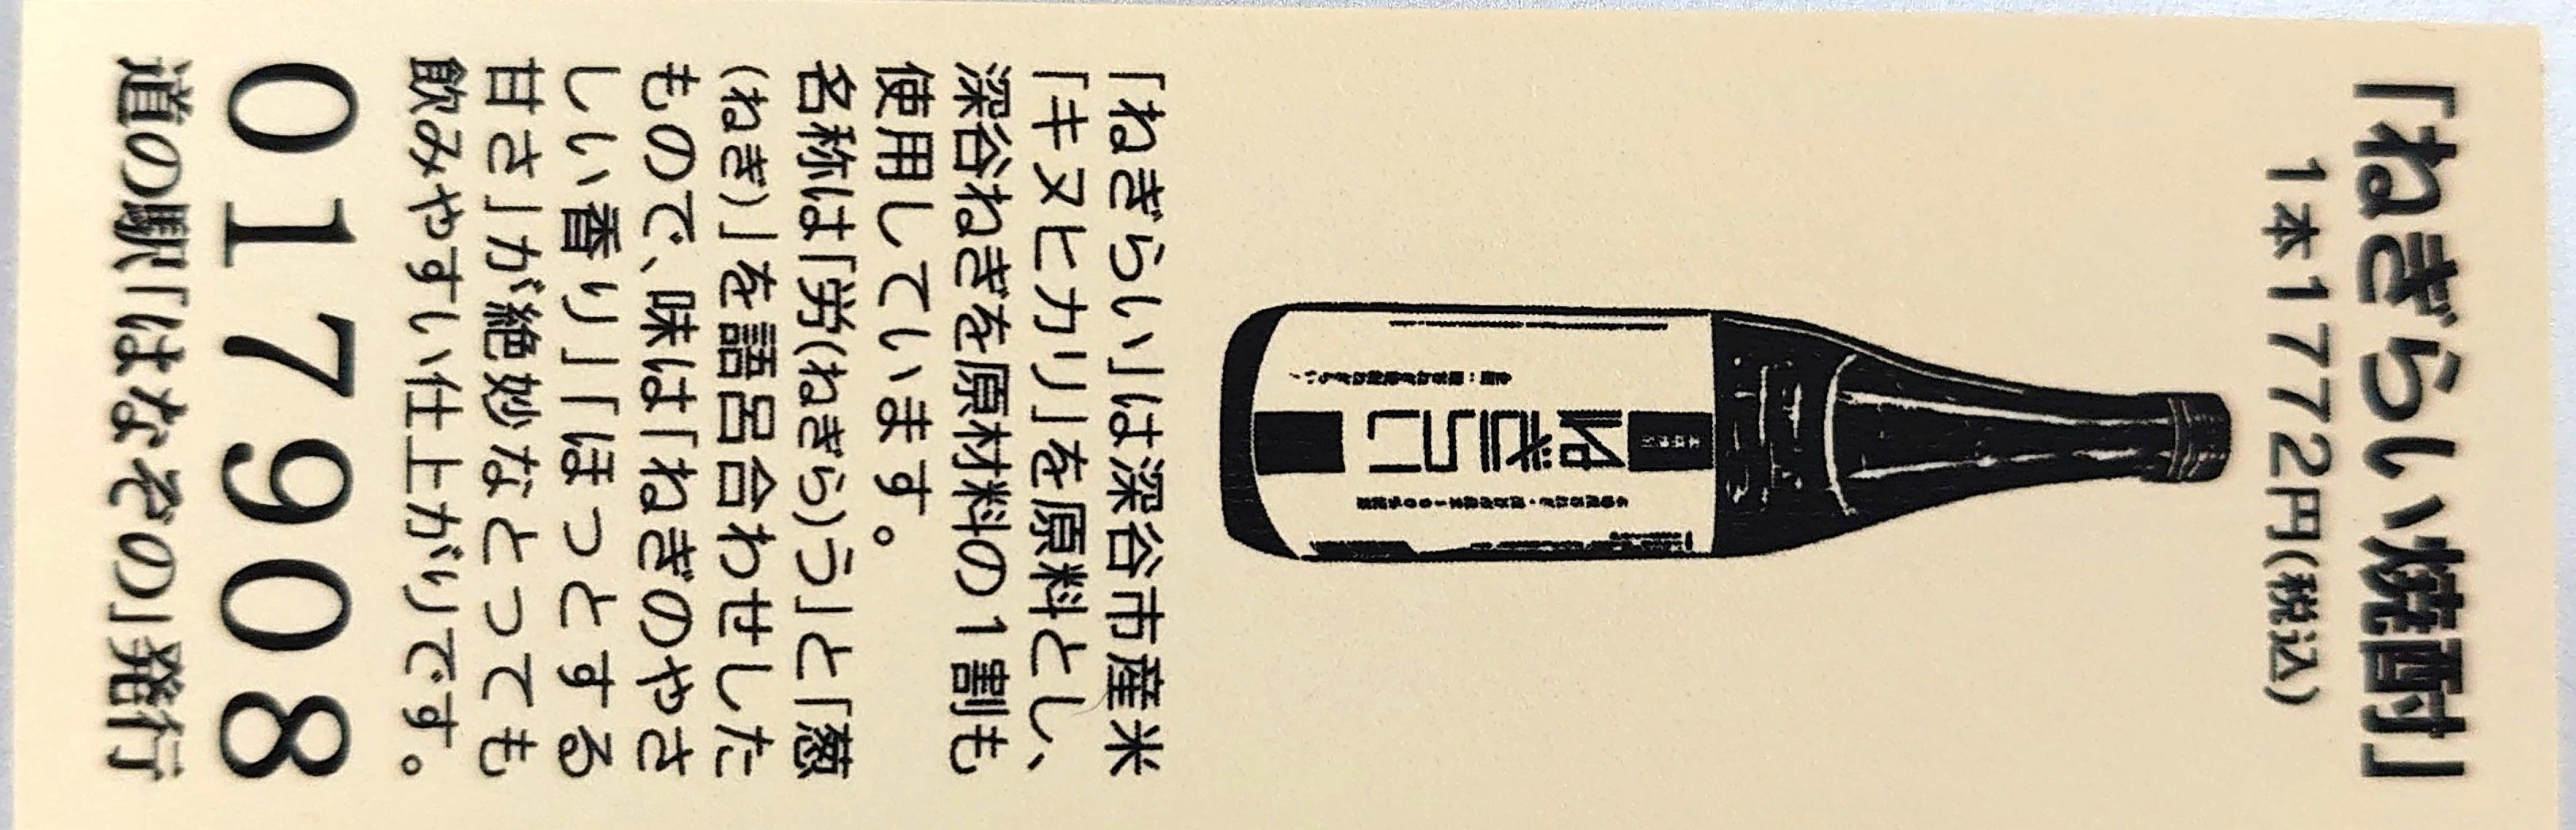 「ねぎらい焼酎」
1本1772円(税込)
ねぎらい
「ねぎらい」は深谷市産米
「キヌヒカリ」を原料とし、
深谷ねぎを原材料の1割も
使用しています。
名称は「労(ねぎら)う」と「葱
(ねぎ)」を語呂合わせした
もので、味は「ねぎのやさ
しい香り」「ほっとする
甘さ」が絶妙なとっても
飲みやすい仕上がりです。
017908
道の駅「はなぞの」発行